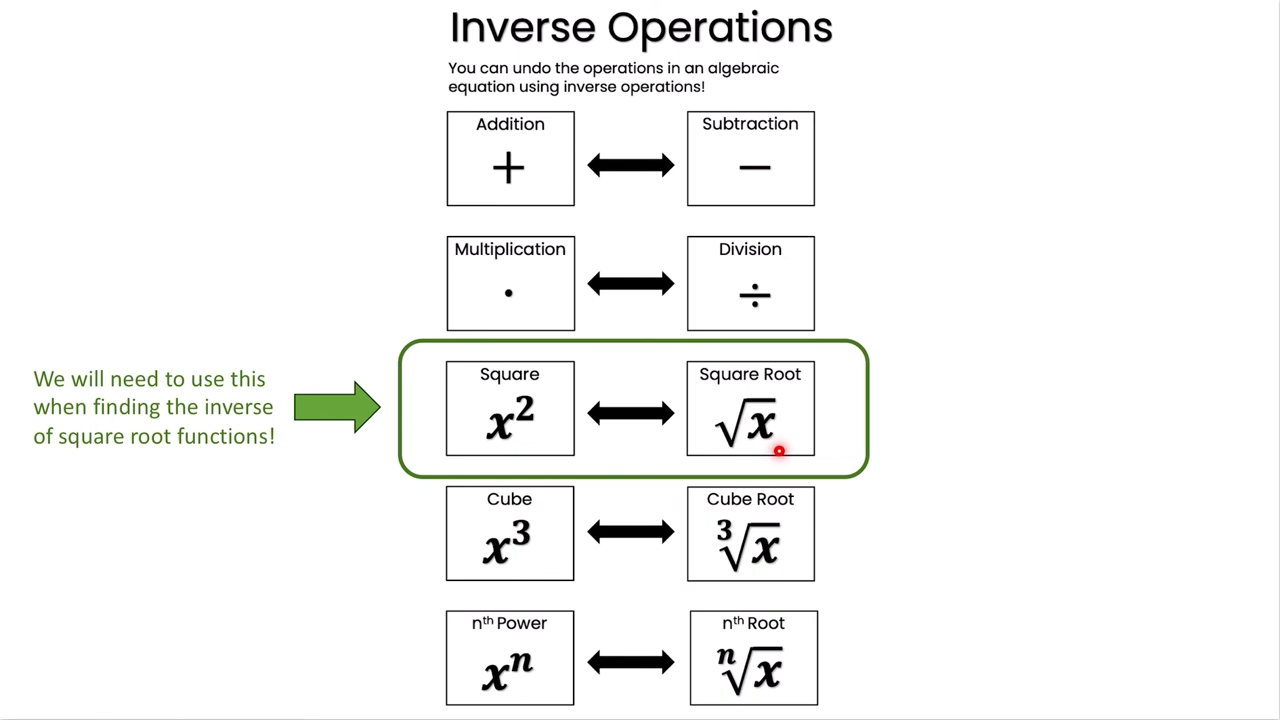 Inverse Operations
You can undo the operations in an algebraic
equation using inverse operations!
Addition
+
Subtraction
−
Multiplication
·
Division
÷
We will need to use this
when finding the inverse
of square root functions!
Square
x²
Square Root
√x
Cube
x³
Cube Root
∛x
nᵗʰ Power
xⁿ
nᵗʰ Root
ⁿ√x